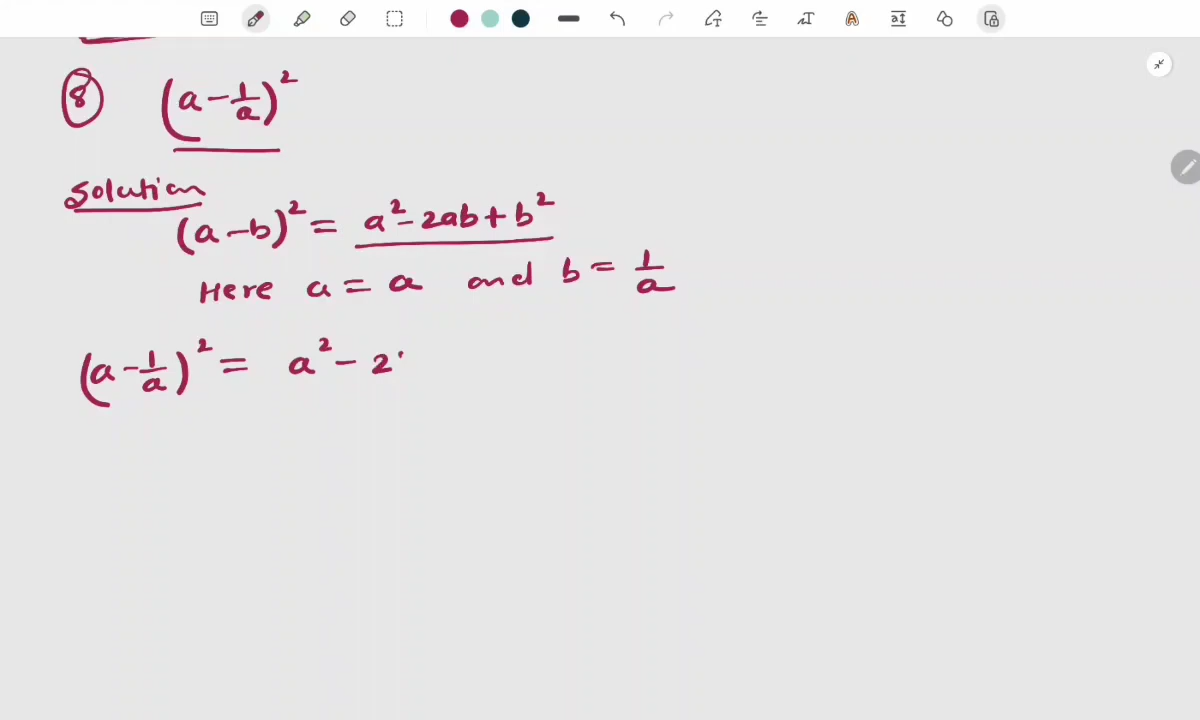 8 (a - 1/a)²
Solution
(a - b)² = a² - 2ab + b²
Here a = a and b = 1/a
(a - 1/a)² = a² - 2